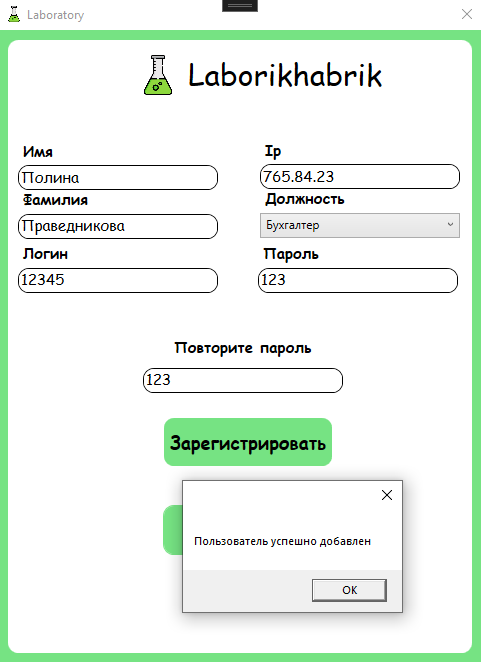 Laboratory
Laborikhabrik
Имя
Ip
Полина
765.84.23
Фамилия
Должность
Праведникова
Бухгалтер
Логин
Пароль
12345
123
Повторите пароль
123
Зарегистрировать
Пользователь успешно добавлен
OK